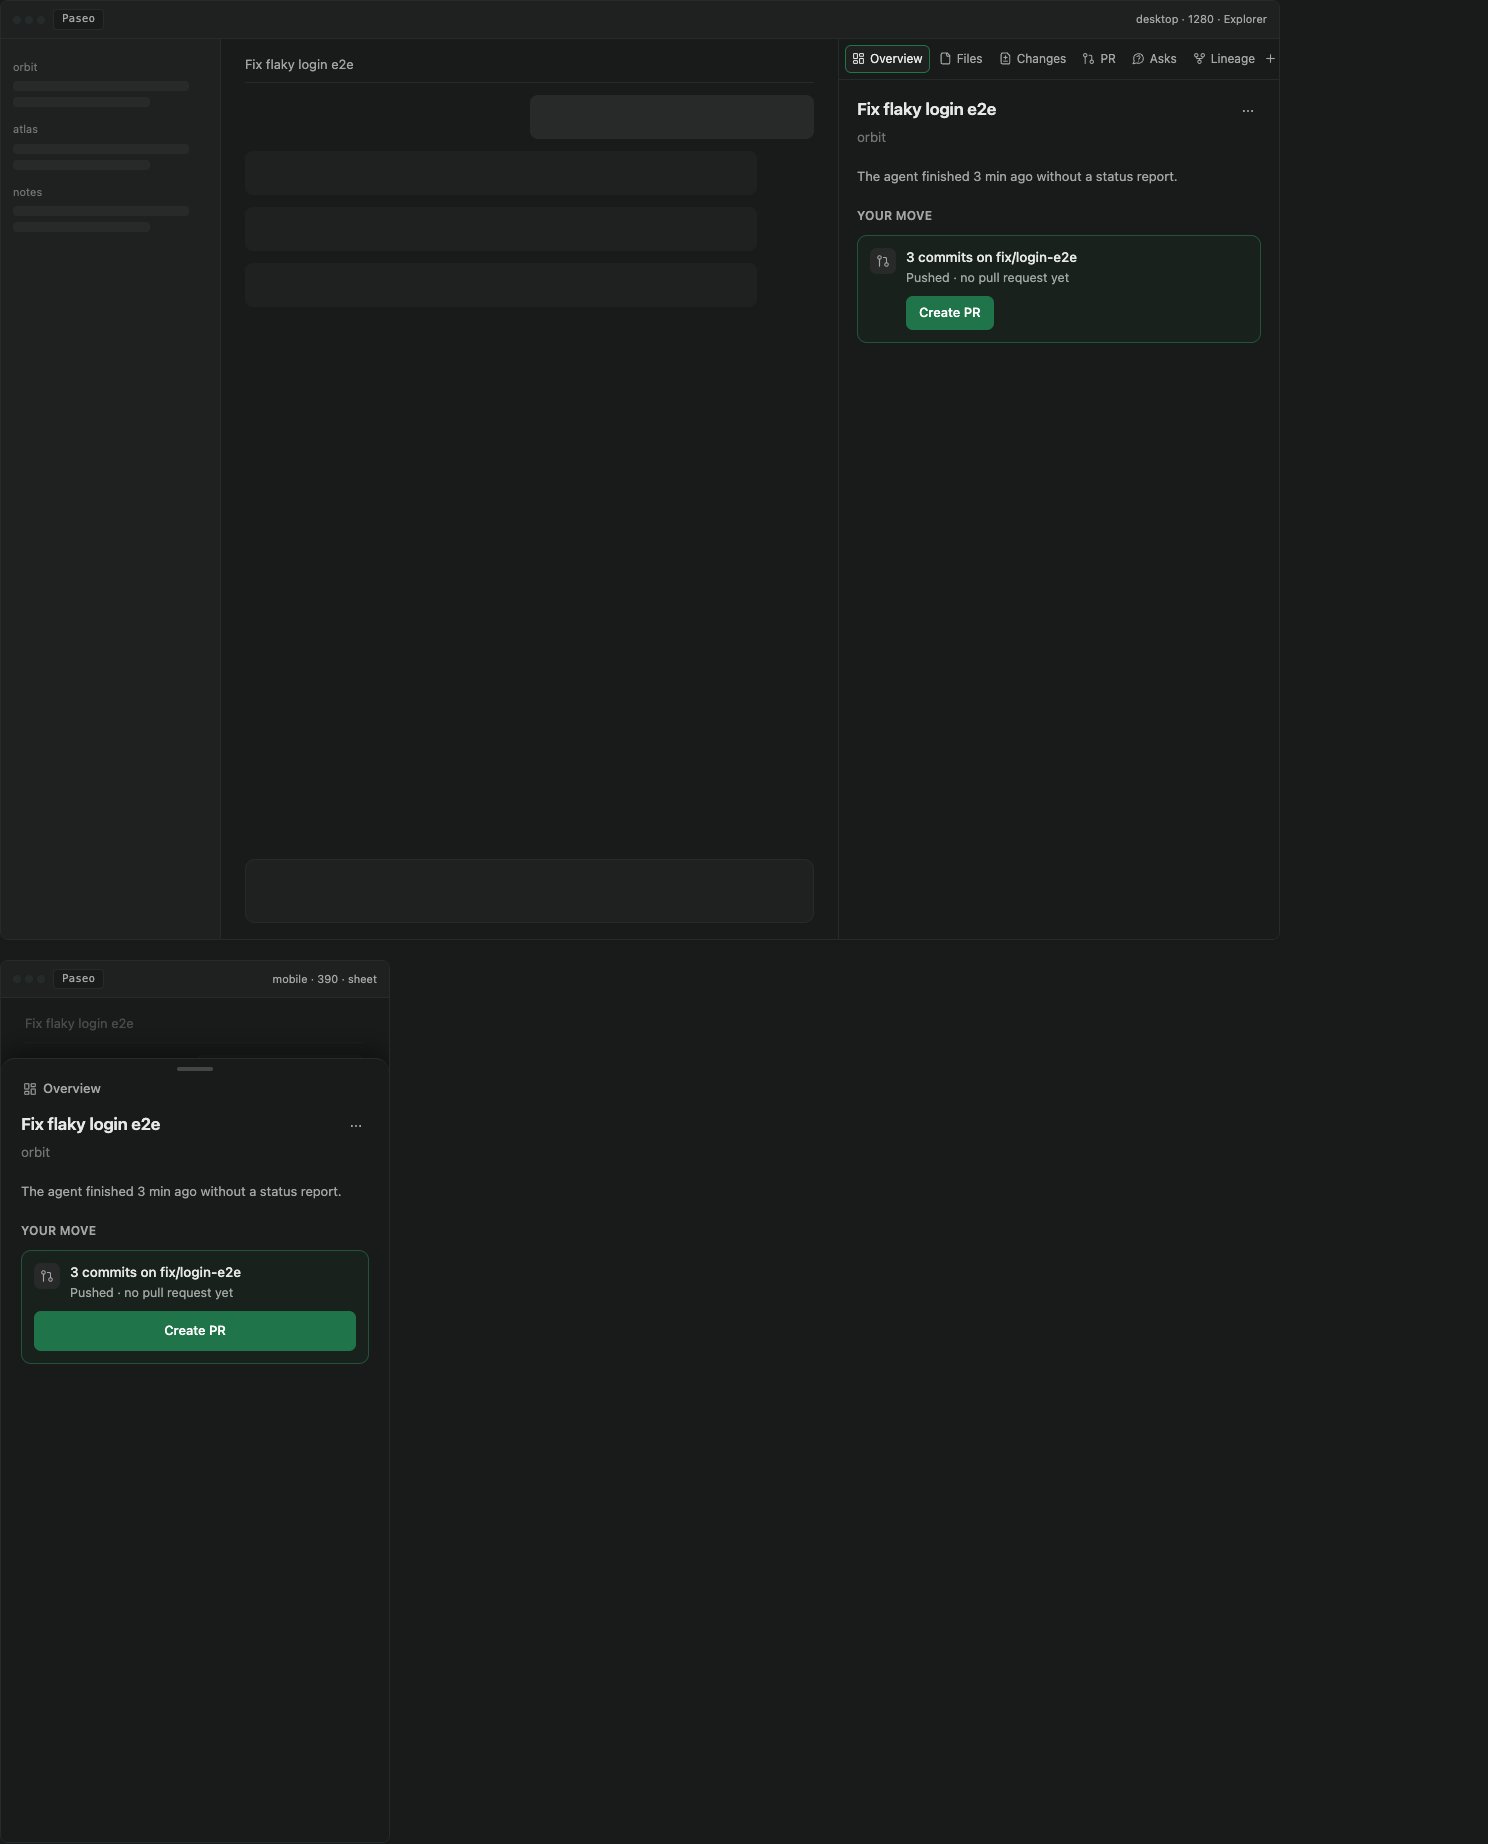 Paseo
desktop · 1280 · Explorer
orbit
atlas
notes
Fix flaky login e2e
Overview
Files
Changes
PR
Asks
Lineage
+
Fix flaky login e2e
...
orbit
The agent finished 3 min ago without a status report.
YOUR MOVE
3 commits on fix/login-e2e
Pushed · no pull request yet
Create PR
Paseo
mobile · 390 · sheet
Fix flaky login e2e
Overview
Fix flaky login e2e
...
orbit
The agent finished 3 min ago without a status report.
YOUR MOVE
3 commits on fix/login-e2e
Pushed · no pull request yet
Create PR